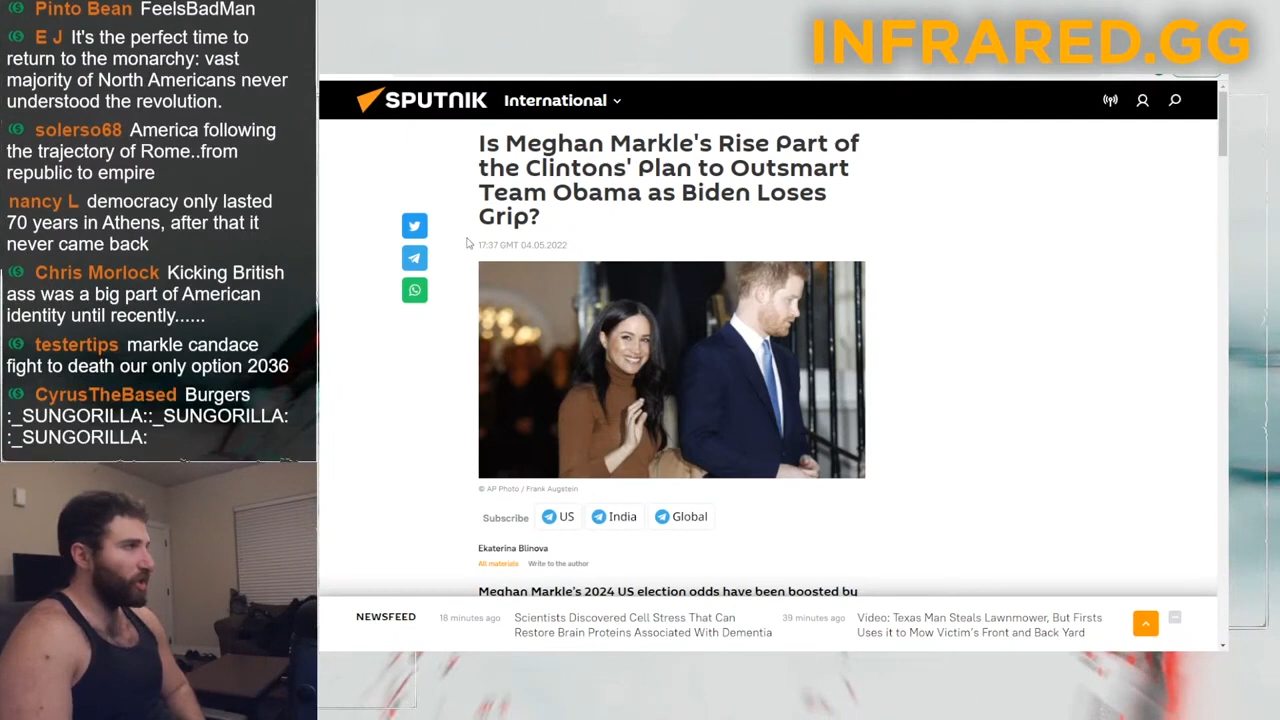 Pinto Bean FeelsBadMan
E J It's the perfect time to
return to the monarchy: vast
majority of North Americans never
understood the revolution.
solerso68 America following
the trajectory of Rome..from
republic to empire
nancy L democracy only lasted
70 years in Athens, after that it
never came back
Chris Morlock Kicking British
ass was a big part of American
identity until recently......
testertips markle candace
fight to death our only option 2036
CyrusTheBased Burgers
:_SUNGORILLA::_SUNGORILLA:
:_SUNGORILLA:
INFRARED.GG
SPUTNIK International
Is Meghan Markle's Rise Part of
the Clintons' Plan to Outsmart
Team Obama as Biden Loses
Grip?
17:37 GMT 04.05.2022
© AP Photo / Frank Augstein
Subscribe US India Global
Ekaterina Blinova
All materials Write to the author
Meghan Markle's 2024 US election odds have been boosted by
NEWSFEED
18 minutes ago
Scientists Discovered Cell Stress That Can
Restore Brain Proteins Associated With Dementia
39 minutes ago
Video: Texas Man Steals Lawnmower, But Firsts
Uses it to Mow Victim's Front and Back Yard